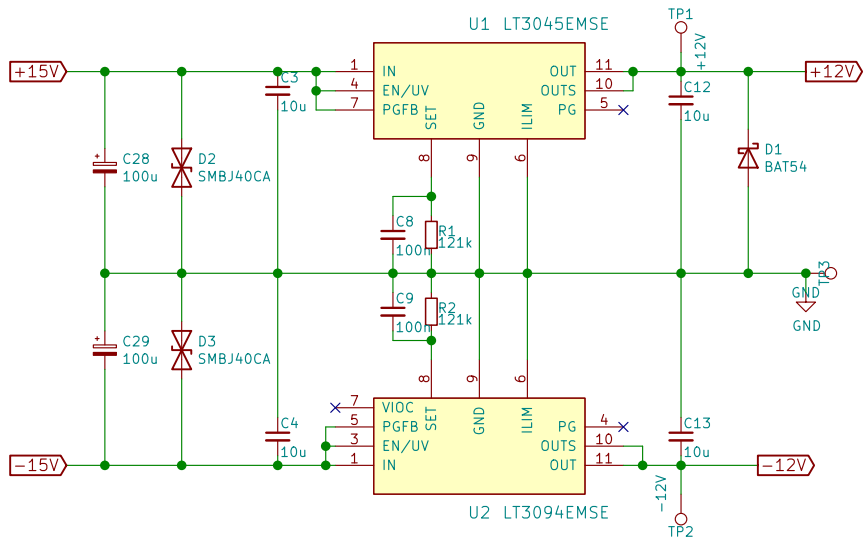 TP1
U1 LT3045EMSE
+12V
+15V
1
IN
OUT
11
+12V
4
EN/UV
OUTS
10
7
PGFB
PG
5
SET
GND
ILIM
8
9
6
C3
10u
C12
10u
C28
100u
D2
SMBJ40CA
D1
BAT54
C8
100n
R1
121k
TP3
GND
GND
C9
100n
R2
121k
C29
100u
D3
SMBJ40CA
8
9
6
7
VIOC
SET
GND
ILIM
PG
4
5
PGFB
3
EN/UV
OUTS
10
1
IN
OUT
11
C4
10u
C13
10u
-15V
-12V
-12V
U2 LT3094EMSE
TP2